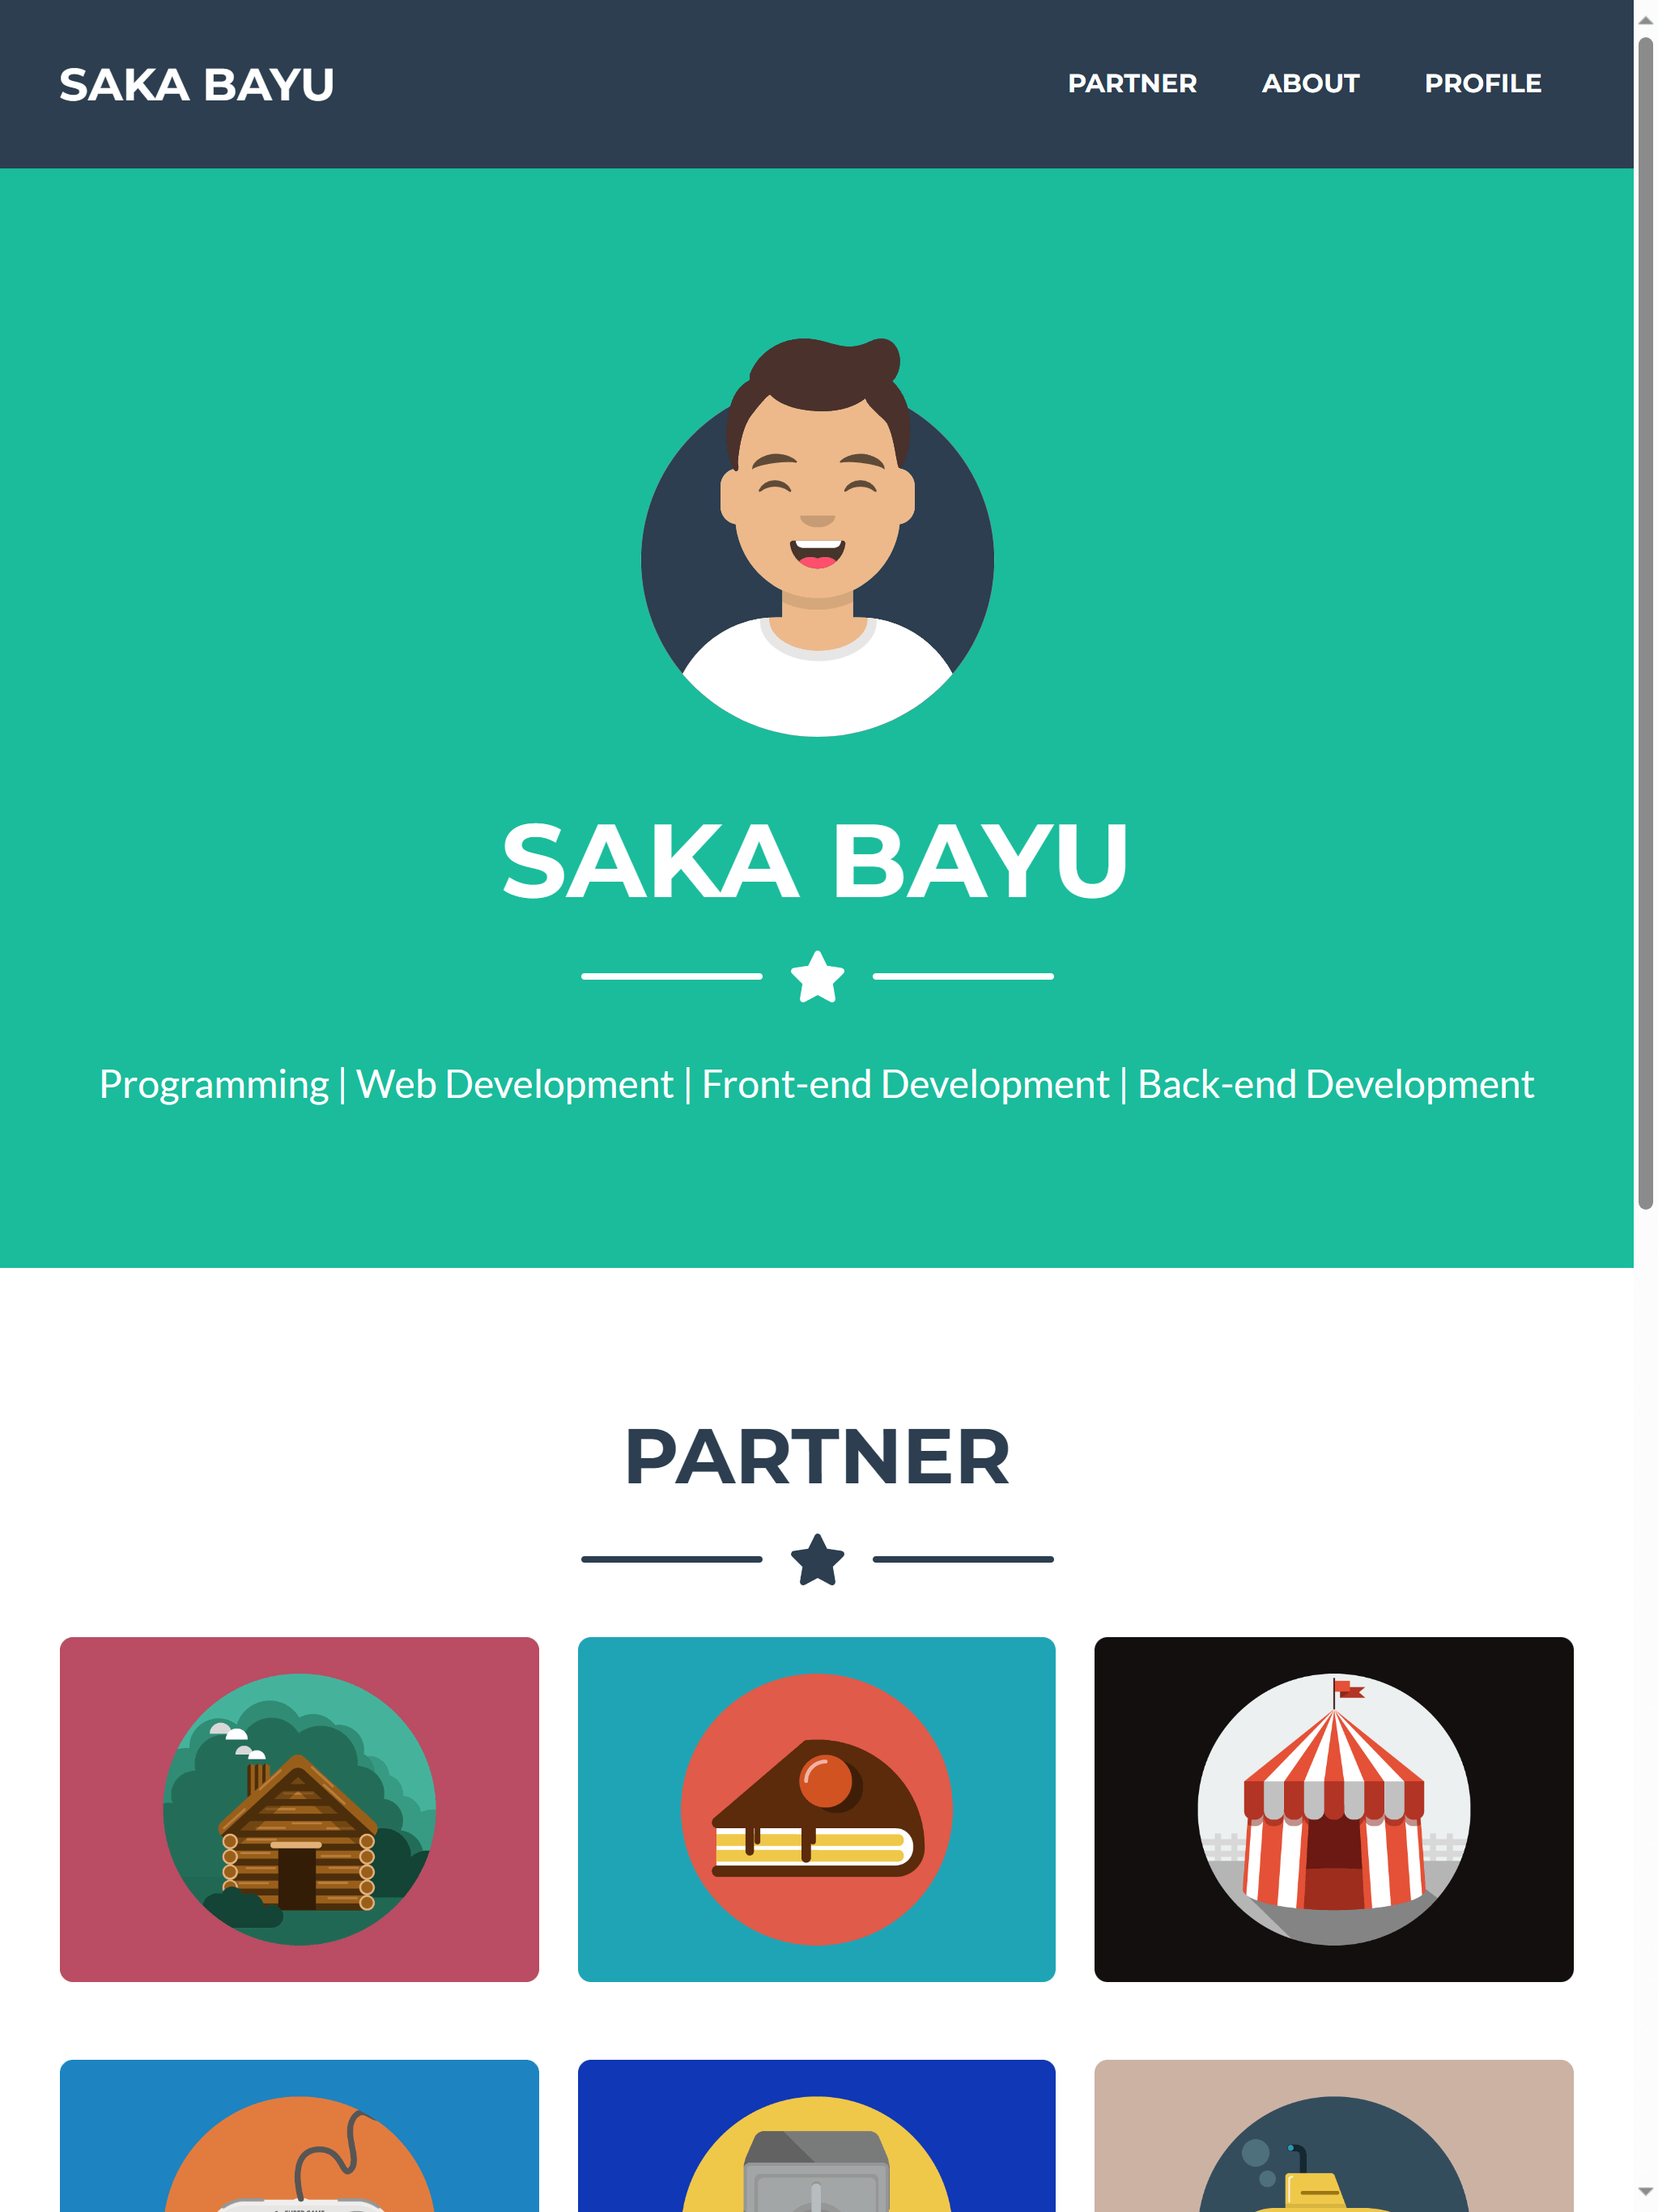 SAKA BAYU
PARTNER ABOUT PROFILE
SAKA BAYU
Programming | Web Development | Front-end Development | Back-end Development
PARTNER